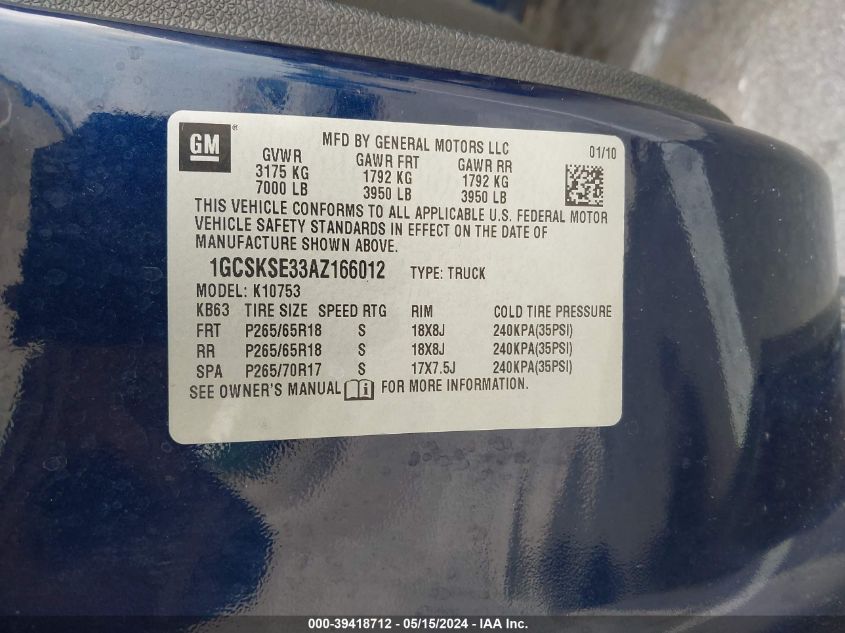 GM
MFD BY GENERAL MOTORS LLC
01/10
GVWR GAWR FRT GAWR RR
3175 KG 1792 KG 1792 KG
7000 LB 3950 LB 3950 LB
THIS VEHICLE CONFORMS TO ALL APPLICABLE U.S. FEDERAL MOTOR
VEHICLE SAFETY STANDARDS IN EFFECT ON THE DATE OF
MANUFACTURE SHOWN ABOVE.
1GCSKSE33AZ166012 TYPE: TRUCK
MODEL: K10753
KB63 TIRE SIZE SPEED RTG RIM COLD TIRE PRESSURE
FRT P265/65R18 S 18X8J 240KPA(35PSI)
RR P265/65R18 S 18X8J 240KPA(35PSI)
SPA P265/70R17 S 17X7.5J 240KPA(35PSI)
SEE OWNER'S MANUAL i FOR MORE INFORMATION.
000-39418712 - 05/15/2024 - IAA Inc.